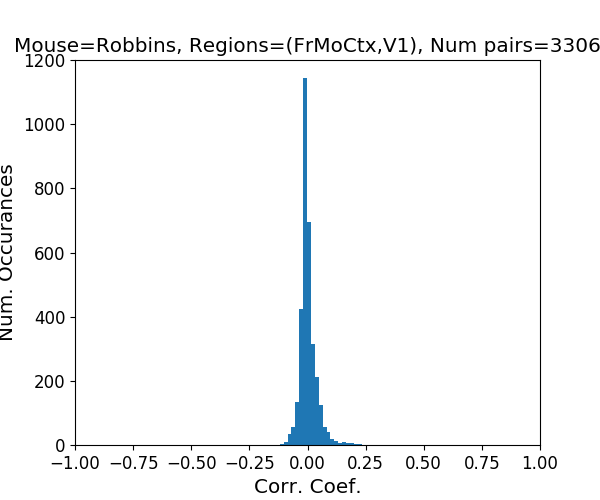 Mouse=Robbins, Regions=(FrMoCtx,V1), Num pairs=3306
1200
1000
800
600
400
200
0
Num. Occurances
−1.00 −0.75 −0.50 −0.25 0.00 0.25 0.50 0.75 1.00
Corr. Coef.